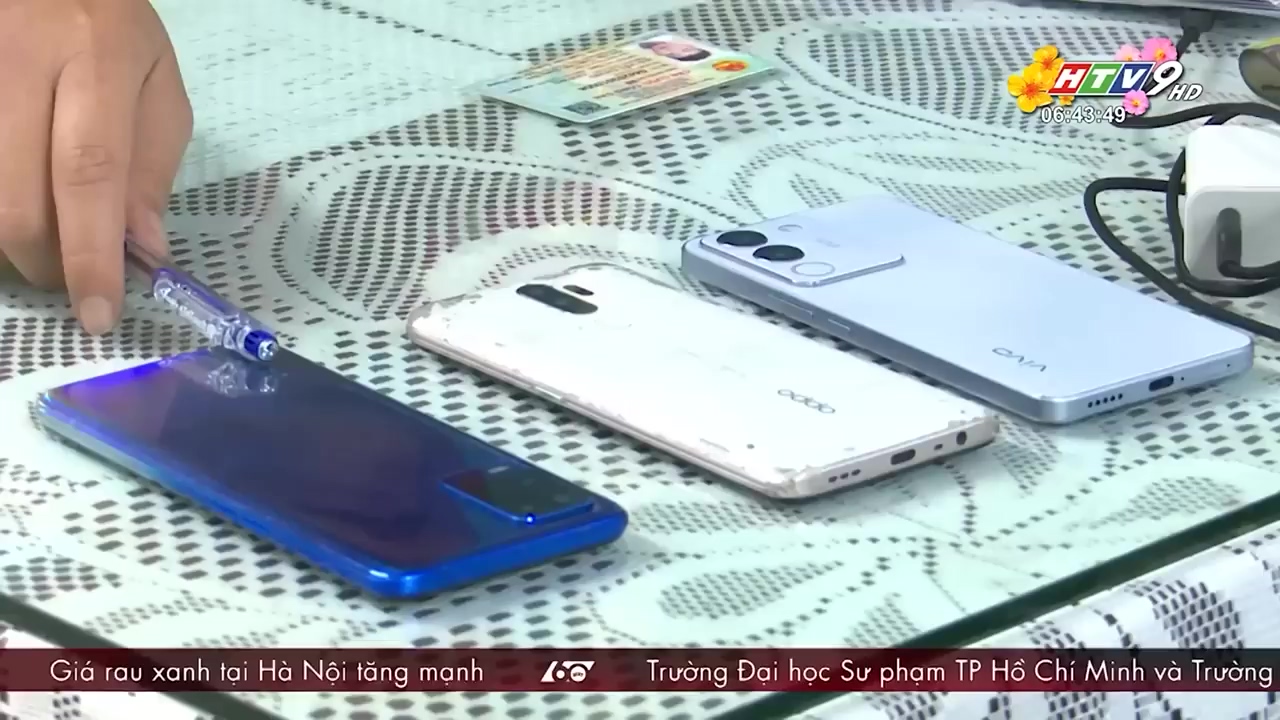 HTV9 HD
06:43:49
vivo
oppo
Giá rau xanh tại Hà Nội tăng mạnh
60 giây
Trường Đại học Sư phạm TP Hồ Chí Minh và Trường